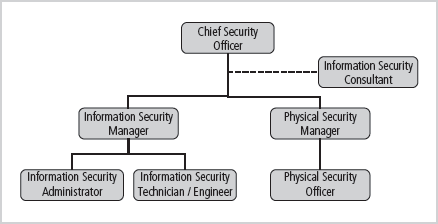 Chief Security
Officer
Information Security
Consultant
Information Security
Manager
Physical Security
Manager
Information Security
Administrator
Information Security
Technician / Engineer
Physical Security
Officer